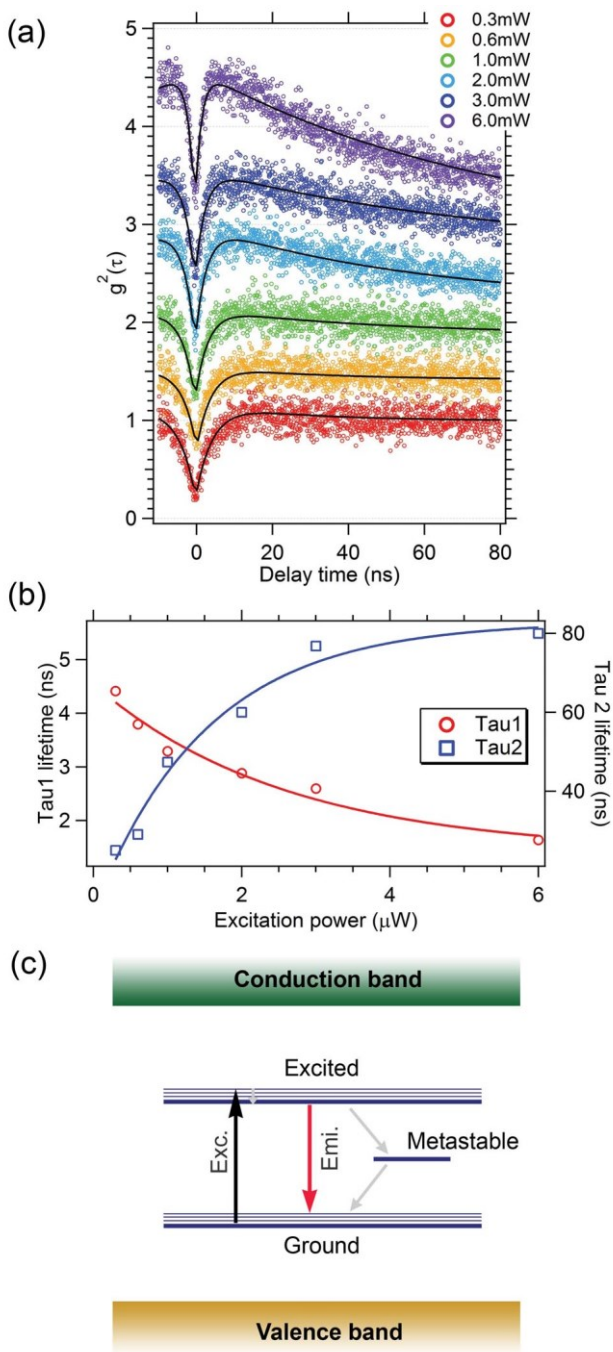 (a)
5
4
3
2
1
0
g²(τ)
0.3mW
0.6mW
1.0mW
2.0mW
3.0mW
6.0mW
0 20 40 60 80
Delay time (ns)
(b)
5
4
3
2
Tau1 lifetime (ns)
80
60
40
Tau 2 lifetime (ns)
Tau1
Tau2
0 2 4 6
Excitation power (μW)
(c)
Conduction band
Excited
Exc.
Emi.
Metastable
Ground
Valence band